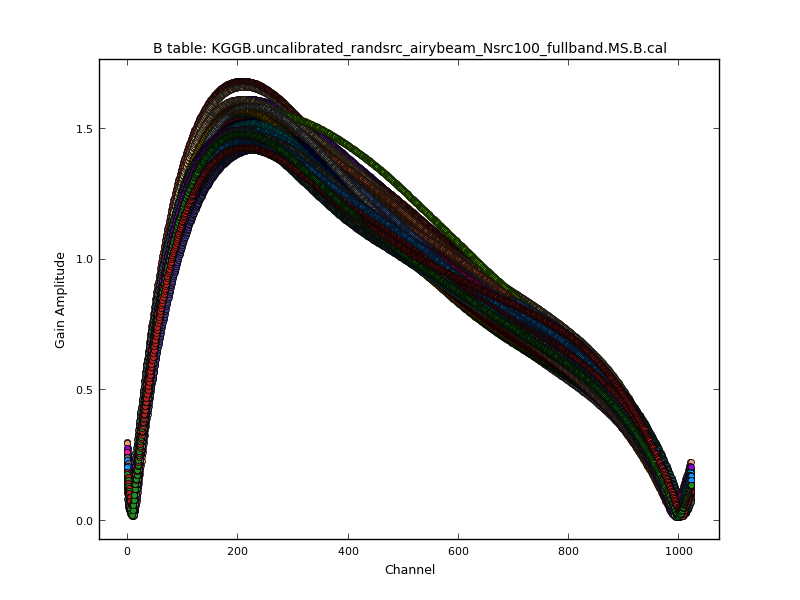 B table: KGGB.uncalibrated_randsrc_airybeam_Nsrc100_fullband.MS.B.cal
1.5
1.0
0.5
0.0
Gain Amplitude
0 200 400 600 800 1000
Channel